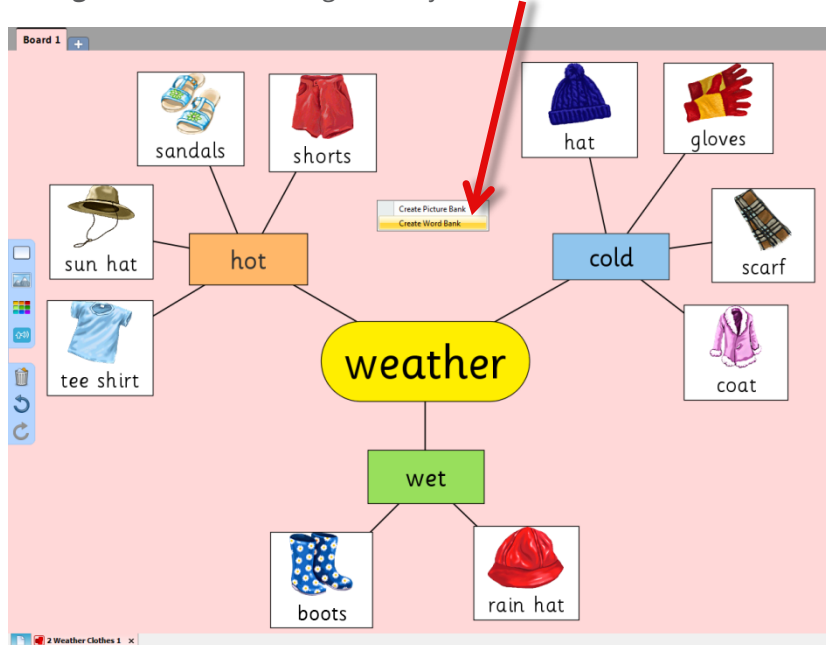 Board 1
sandals
shorts
hat
gloves
Create Picture Bank
Create Word Bank
sun hat
hot
cold
scarf
weather
tee shirt
coat
wet
boots
rain hat
2 Weather Clothes 1